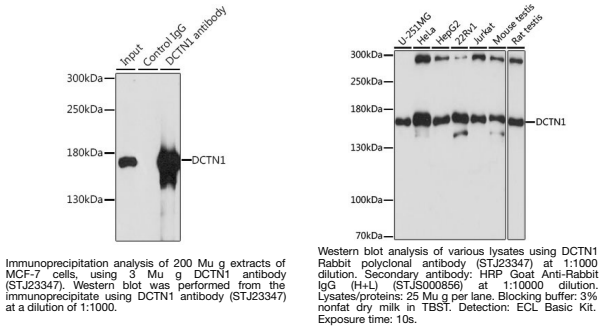 Input
Control IgG
DCTN1 antibody
300kDa
250kDa
180kDa
130kDa
DCTN1
Immunoprecipitation analysis of 200 Mu g extracts of
MCF-7 cells, using 3 Mu g DCTN1 antibody
(STJ23347). Western blot was performed from the
immunoprecipitate using DCTN1 antibody (STJ23347)
at a dilution of 1:1000.
U-251MG
HeLa
HepG2
22Rv1
Jurkat
Mouse testis
Rat testis
300kDa
250kDa
180kDa
130kDa
100kDa
70kDa
DCTN1
Western blot analysis of various lysates using DCTN1
Rabbit polyclonal antibody (STJ23347) at 1:1000
dilution. Secondary antibody: HRP Goat Anti-Rabbit
IgG (H+L) (STJS000856) at 1:10000 dilution.
Lysates/proteins: 25 Mu g per lane. Blocking buffer: 3%
nonfat dry milk in TBST. Detection: ECL Basic Kit.
Exposure time: 10s.